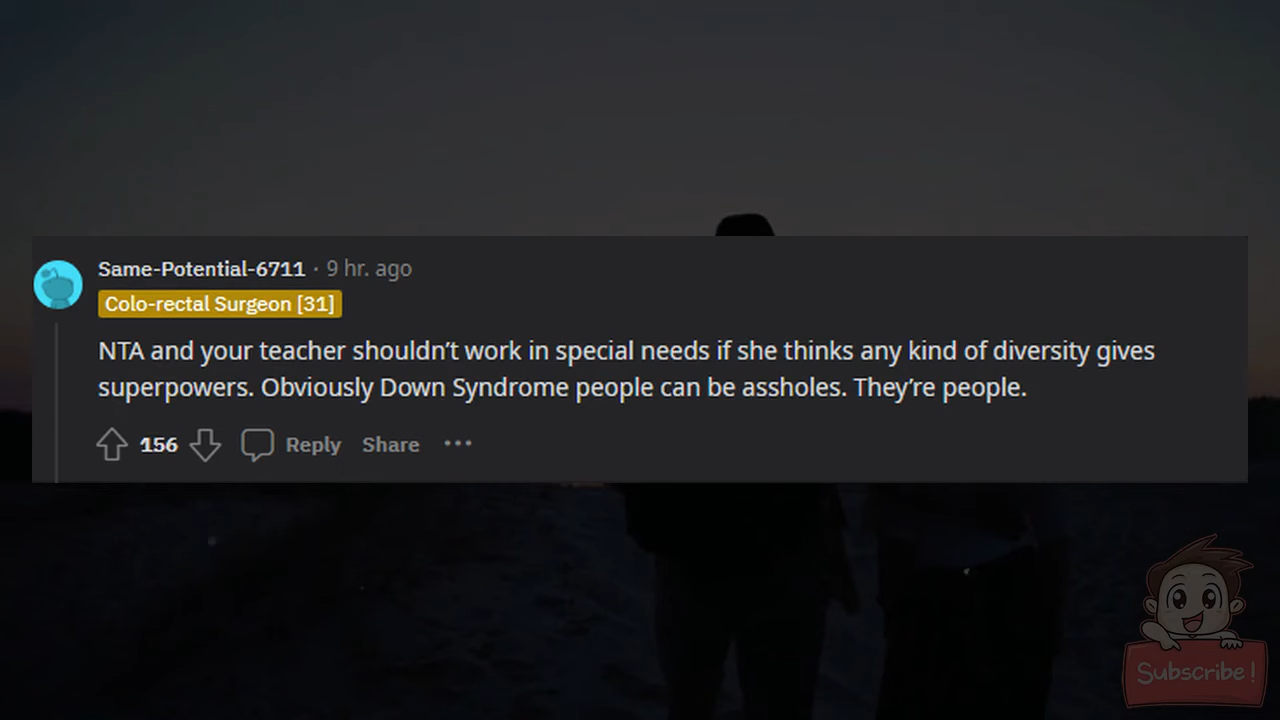 Same-Potential-6711 · 9 hr. ago
Colo-rectal Surgeon [31]
NTA and your teacher shouldn’t work in special needs if she thinks any kind of diversity gives
superpowers. Obviously Down Syndrome people can be assholes. They’re people.
156 Reply Share ···
Subscribe!